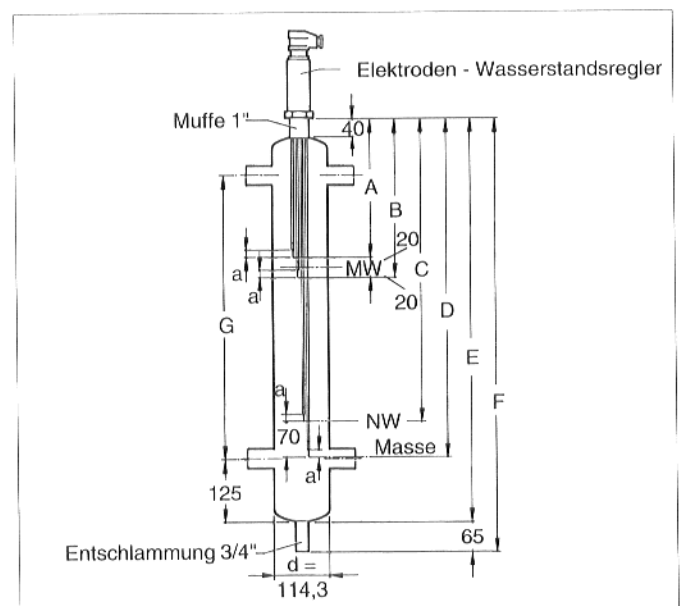 Elektroden - Wasserstandsregler
Muffe 1"
40
A
B
20
a
MW
C
a
20
G
D
E
F
a
70
NW
Masse
a
125
65
Entschlammung 3/4"
d =
114,3